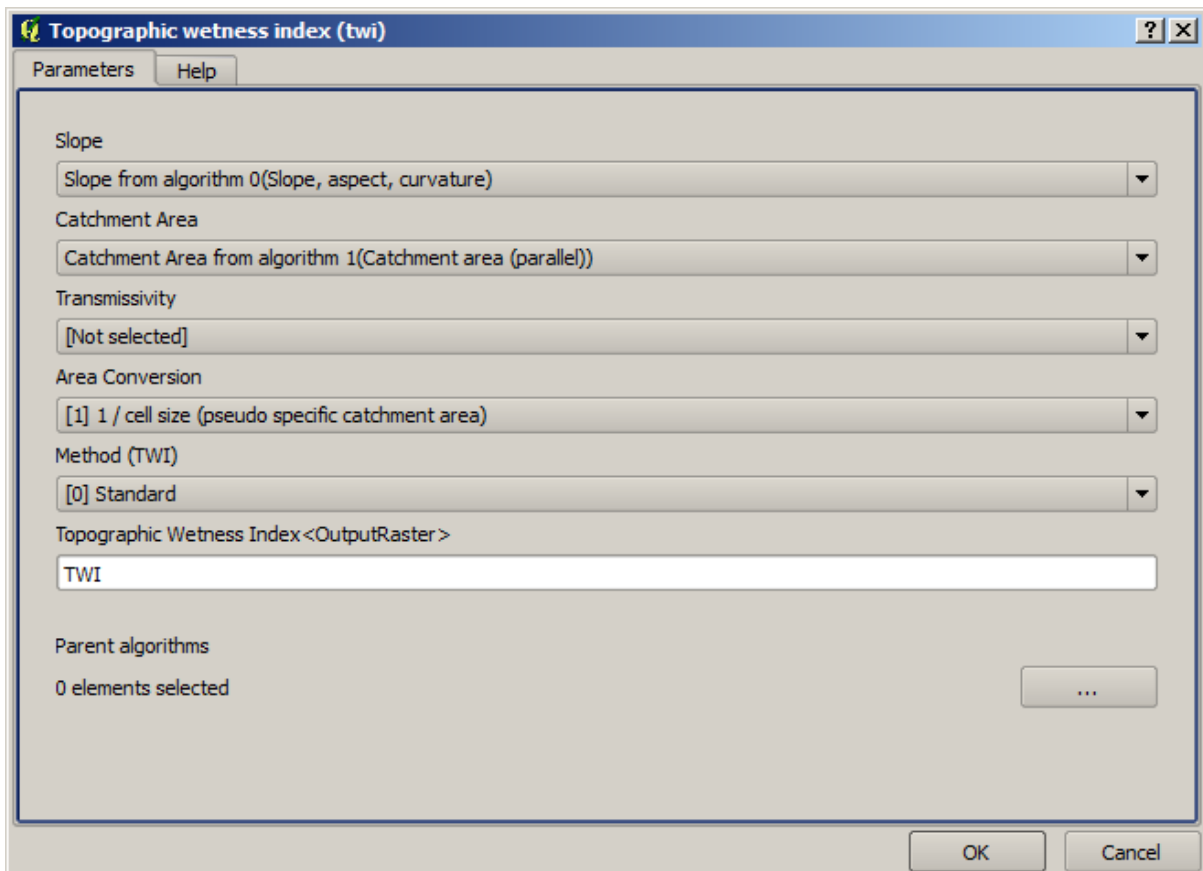 Topographic wetness index (twi)
Parameters
Help
Slope
Slope from algorithm 0(Slope, aspect, curvature)
Catchment Area
Catchment Area from algorithm 1(Catchment area (parallel))
Transmissivity
[Not selected]
Area Conversion
[1] 1 / cell size (pseudo specific catchment area)
Method (TWI)
[0] Standard
Topographic Wetness Index<OutputRaster>
TWI
Parent algorithms
0 elements selected
...
OK
Cancel